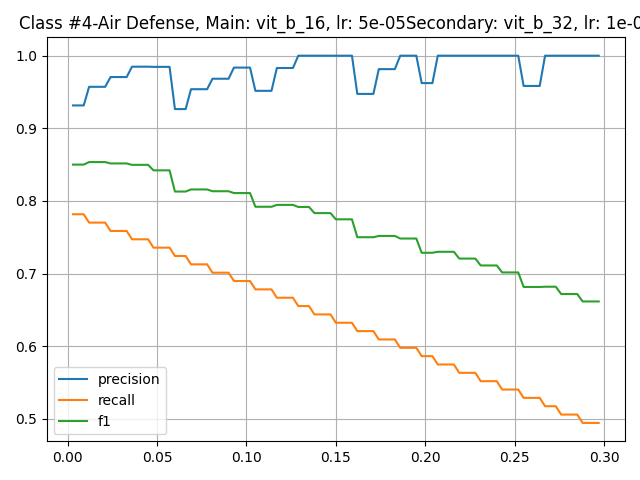 Class #4-Air Defense, Main: vit_b_16, lr: 5e-05Secondary: vit_b_32, lr: 1e-0
1.0
0.9
0.8
0.7
0.6
0.5
precision
recall
f1
0.00 0.05 0.10 0.15 0.20 0.25 0.30